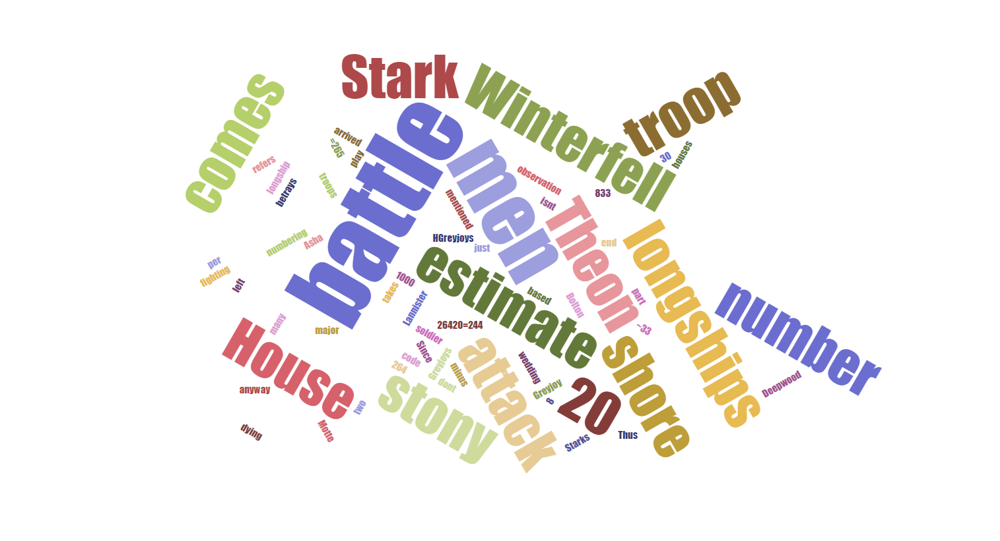 Stark
Winterfell
troop
comes
battle
men
arrived
≈265
play
refers
longship
betrays
troops
30
houses
observation
isnt
833
mentioned
HGreyjoys
just
Theon
end
longships
numbering
Asha
per
fighting
left
1000
takes
estimate
based
Bolton
part
~33
number
many
major
Lannister
26420=244
soldier
Since
code
264
Greyjoys
dont
minus
attack
wedding
Greyjoy
8
20
shore
Deepwood
House
anyway
two
stony
Motte
dying
Starks
Thus